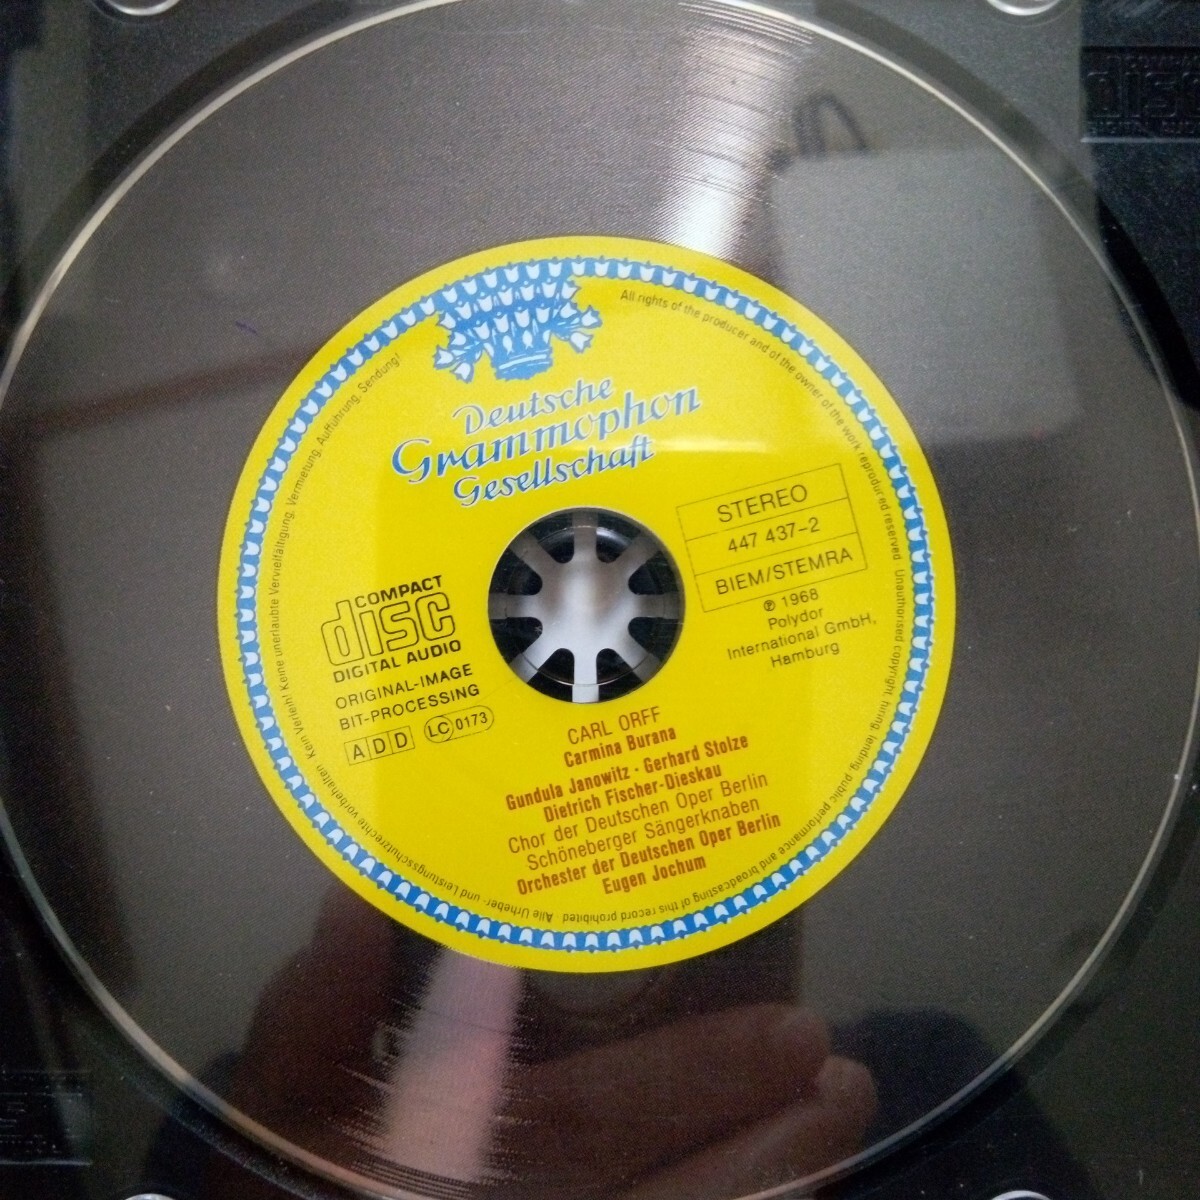 Deutsche
Grammophon
Gesellschaft
STEREO
447 437-2
BIEM/STEMRA
℗ 1968
Polydor
International GmbH,
Hamburg
COMPACT
disc
DIGITAL AUDIO
ORIGINAL-IMAGE
BIT-PROCESSING
A D D LC 0173
CARL ORFF
Carmina Burana
Gundula Janowitz · Gerhard Stolze
Dietrich Fischer-Dieskau
Chor der Deutschen Oper Berlin
Schöneberger Sängerknaben
Orchester der Deutschen Oper Berlin
Eugen Jochum
All rights of the producer and of the owner of the work reproduced reserved Unauthorised copying, hiring, lending, public performance and broadcasting of this record prohibited
Alle Urheber- und Leistungsschutzrechte vorbehalten Kein Verleih! Keine unerlaubte Vervielfältigung, Vermietung, Aufführung, Sendung!
disc